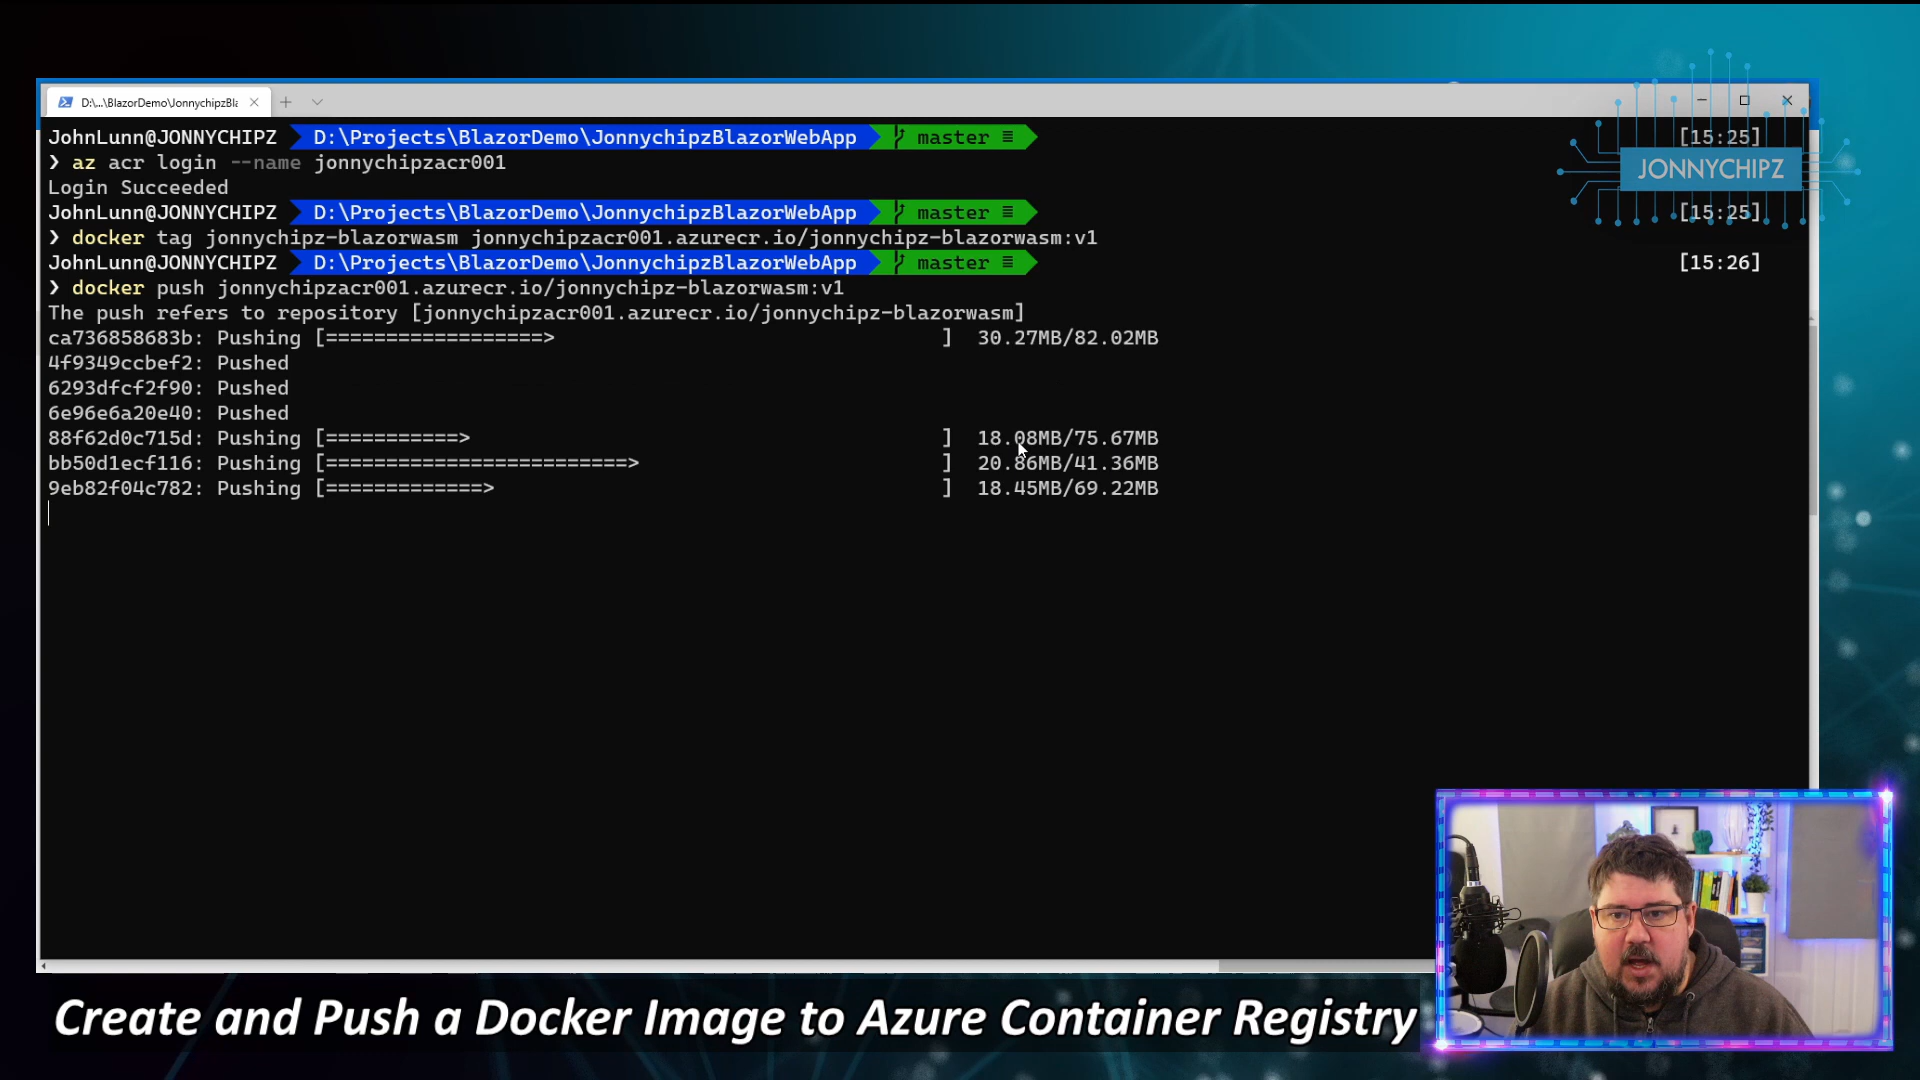 D:\...\BlazorDemo\JonnychipzBla
JohnLunn@JONNYCHIPZ D:\Projects\BlazorDemo\JonnychipzBlazorWebApp master ≡ [15:25]
❯ az acr login --name jonnychipzacr001
JONNYCHIPZ
Login Succeeded
JohnLunn@JONNYCHIPZ D:\Projects\BlazorDemo\JonnychipzBlazorWebApp master ≡ [15:25]
❯ docker tag jonnychipz-blazorwasm jonnychipzacr001.azurecr.io/jonnychipz-blazorwasm:v1
JohnLunn@JONNYCHIPZ D:\Projects\BlazorDemo\JonnychipzBlazorWebApp master ≡ [15:26]
❯ docker push jonnychipzacr001.azurecr.io/jonnychipz-blazorwasm:v1
The push refers to repository [jonnychipzacr001.azurecr.io/jonnychipz-blazorwasm]
ca736858683b: Pushing [==================>                                ]  30.27MB/82.02MB
4f9349ccbef2: Pushed
6293dfcf2f90: Pushed
6e96e6a20e40: Pushed
88f62d0c715d: Pushing [===========>                                       ]  18.08MB/75.67MB
bb50d1ecf116: Pushing [=========================>                         ]  20.86MB/41.36MB
9eb82f04c782: Pushing [=============>                                     ]  18.45MB/69.22MB
Create and Push a Docker Image to Azure Container Registry